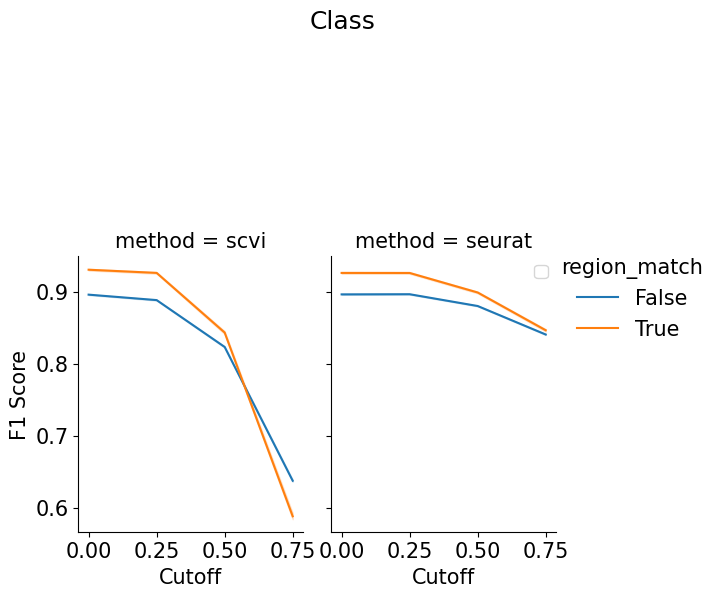 Class
method = scvi
method = seurat
region_match
False
True
F1 Score
0.9
0.8
0.7
0.6
0.00 0.25 0.50 0.75
0.00 0.25 0.50 0.75
Cutoff
Cutoff